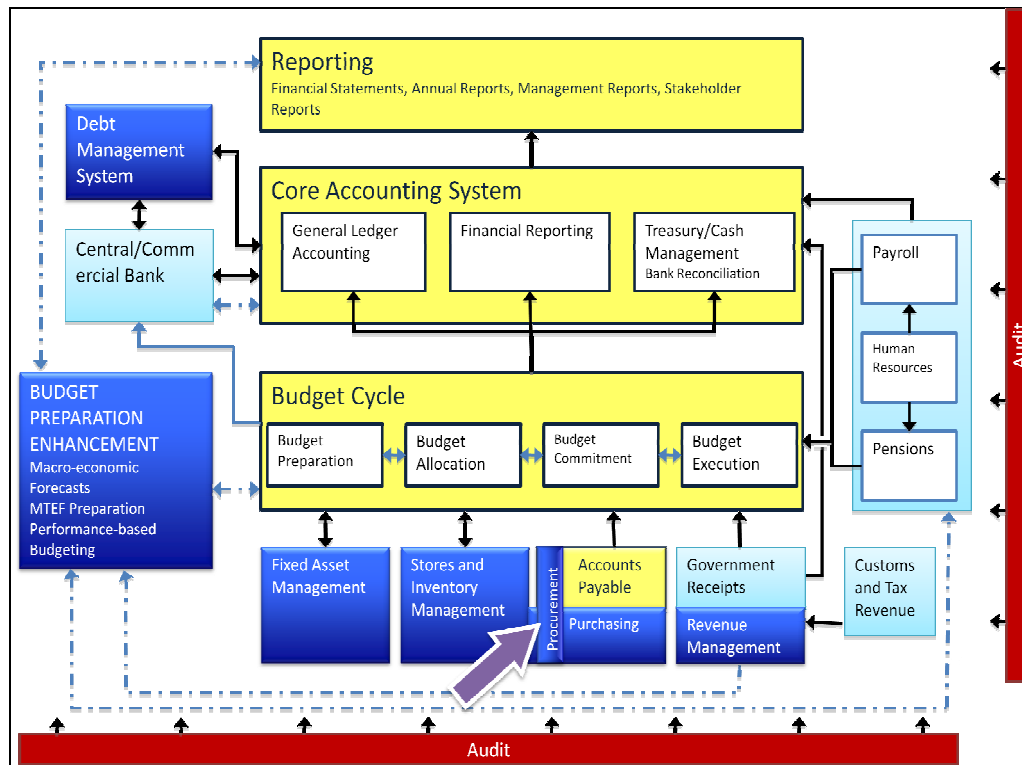 Reporting
Financial Statements, Annual Reports, Management Reports, Stakeholder
Reports
Debt
Management
System
Core Accounting System
General Ledger
Accounting
Financial Reporting
Treasury/Cash
Management
Bank Reconciliation
Central/Comm
ercial Bank
Payroll
Human
Resources
Pensions
Audit
BUDGET
PREPARATION
ENHANCEMENT
Macro-economic
Forecasts
MTEF Preparation
Performance-based
Budgeting
Budget Cycle
Budget
Preparation
Budget
Allocation
Budget
Commitment
Budget
Execution
Fixed Asset
Management
Stores and
Inventory
Management
Procurement
Accounts
Payable
Purchasing
Government
Receipts
Revenue
Management
Customs
and Tax
Revenue
Audit